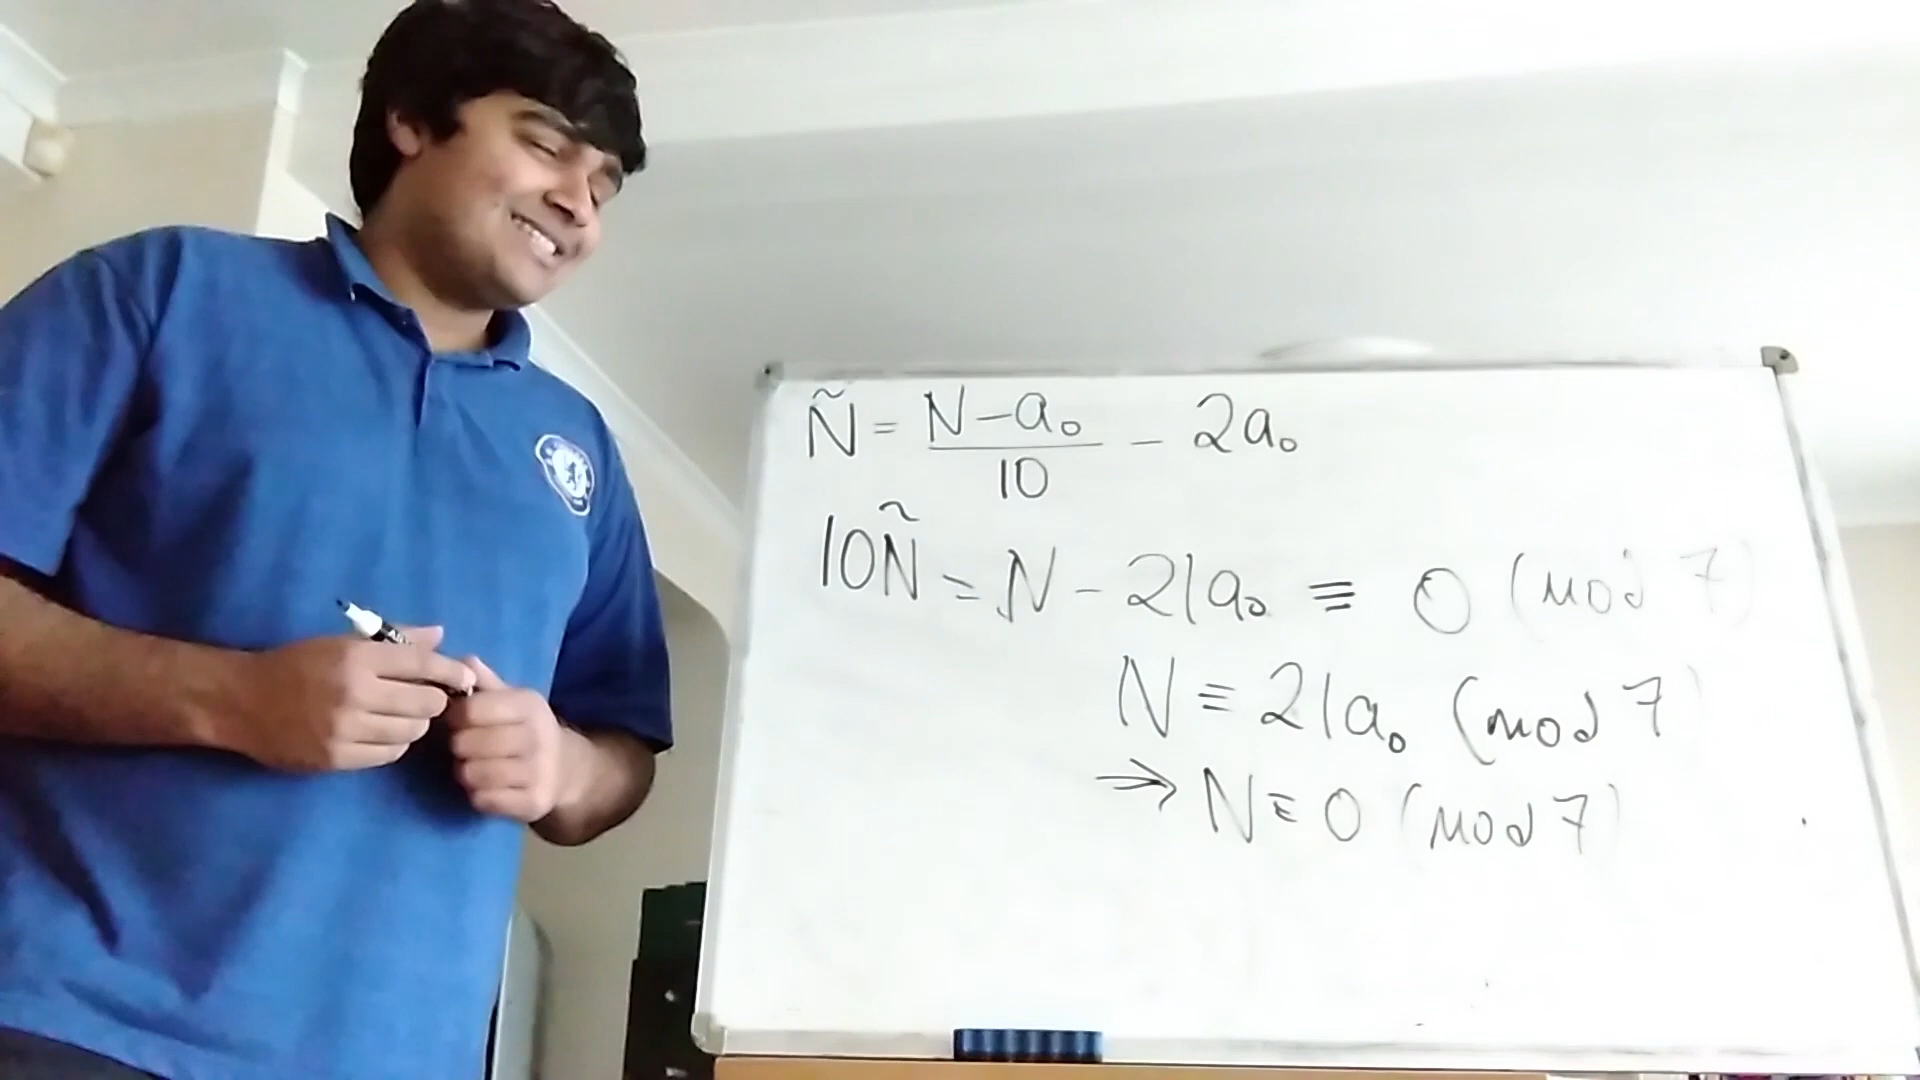 Ñ = N-a₀/10 - 2a₀
10Ñ = N - 21a₀ ≡ 0 (mod 7)
N ≡ 21a₀ (mod 7)
⇒ N ≡ 0 (mod 7)